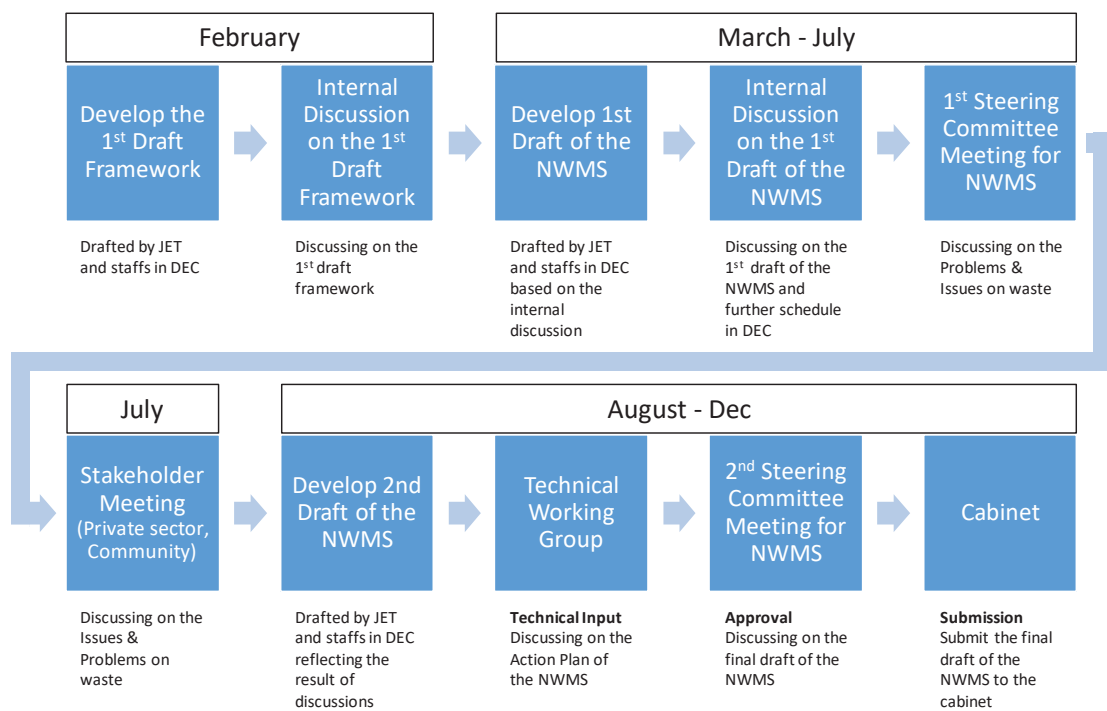 February
March - July
Develop the
1st Draft
Framework
Internal
Discussion
on the 1st
Draft
Framework
Develop 1st
Draft of the
NWMS
Internal
Discussion
on the 1st
Draft of the
NWMS
1st Steering
Committee
Meeting for
NWMS
Drafted by JET
and staffs in DEC
Discussing on the
1st draft
framework
Drafted by JET
and staffs in DEC
based on the
internal
discussion
Discussing on the
1st draft of the
NWMS and
further schedule
in DEC
Discussing on the
Problems &
Issues on waste
July
August - Dec
Stakeholder
Meeting
(Private sector,
Community)
Develop 2nd
Draft of the
NWMS
Technical
Working
Group
2nd Steering
Committee
Meeting for
NWMS
Cabinet
Discussing on the
Issues &
Problems on
waste
Drafted by JET
and staffs in DEC
reflecting the
result of
discussions
Technical Input
Discussing on the
Action Plan of
the NWMS
Approval
Discussing on the
final draft of the
NWMS
Submission
Submit the final
draft of the
NWMS to the
cabinet